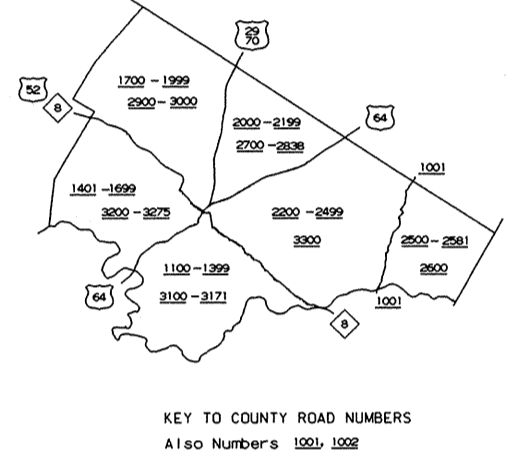 29
70
52
8
1700 - 1999
2900 - 3000
64
2000 - 2199
2700 - 2838
1001
1401 - 1699
3200 - 3275
2200 - 2499
3300
2500 - 2581
2600
1100 - 1399
3100 - 3171
64
1001
8
KEY TO COUNTY ROAD NUMBERS
Also Numbers 1001, 1002